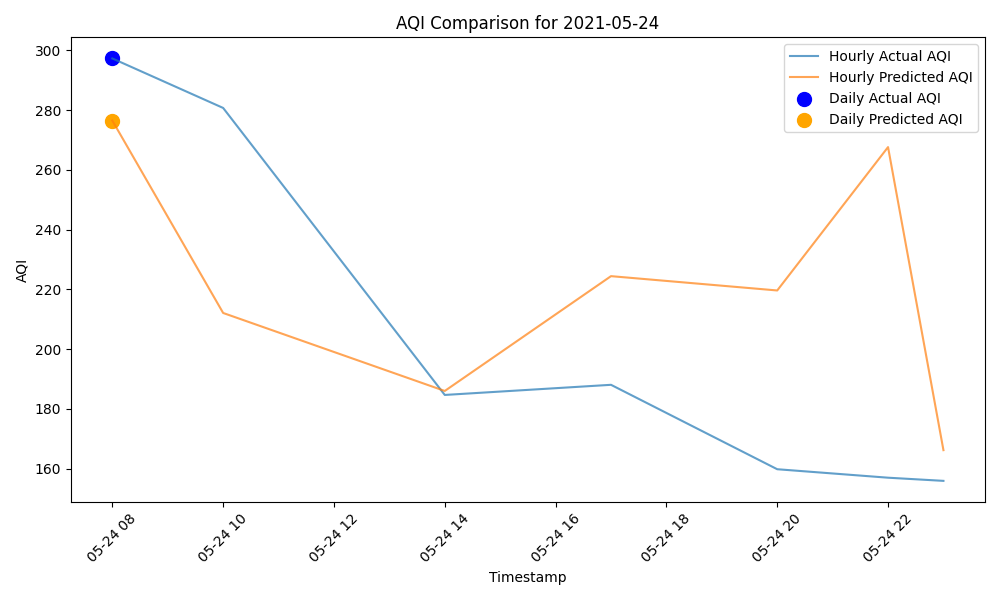 AQI Comparison for 2021-05-24
Hourly Actual AQI
Hourly Predicted AQI
Daily Actual AQI
Daily Predicted AQI
AQI
300
280
260
240
220
200
180
160
05-24 08
05-24 10
05-24 12
05-24 14
05-24 16
05-24 18
05-24 20
05-24 22
Timestamp